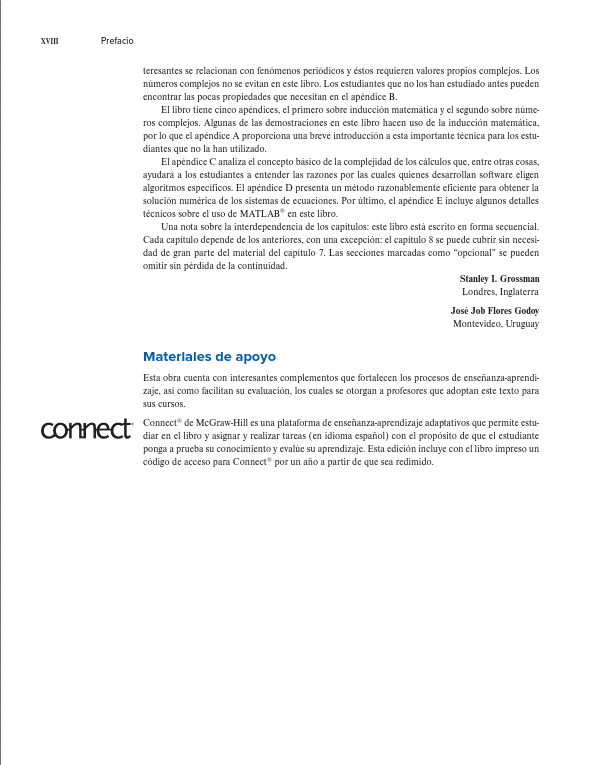 XVIII Prefacio
teresantes se relacionan con fenómenos periódicos y éstos requieren valores propios complejos. Los
números complejos no se evitan en este libro. Los estudiantes que no los han estudiado antes pueden
encontrar las pocas propiedades que necesitan en el apéndice B.
El libro tiene cinco apéndices, el primero sobre inducción matemática y el segundo sobre núme-
ros complejos. Algunas de las demostraciones en este libro hacen uso de la inducción matemática,
por lo que el apéndice A proporciona una breve introducción a esta importante técnica para los estu-
diantes que no la han utilizado.
El apéndice C analiza el concepto básico de la complejidad de los cálculos que, entre otras cosas,
ayudará a los estudiantes a entender las razones por las cuales quienes desarrollan software eligen
algoritmos específicos. El apéndice D presenta un método razonablemente eficiente para obtener la
solución numérica de los sistemas de ecuaciones. Por último, el apéndice E incluye algunos detalles
técnicos sobre el uso de MATLAB® en este libro.
Una nota sobre la interdependencia de los capítulos: este libro está escrito en forma secuencial.
Cada capítulo depende de los anteriores, con una excepción: el capítulo 8 se puede cubrir sin necesi-
dad de gran parte del material del capítulo 7. Las secciones marcadas como “opcional” se pueden
omitir sin pérdida de la continuidad.
Stanley I. Grossman
Londres, Inglaterra
José Job Flores Godoy
Montevideo, Uruguay
Materiales de apoyo
Esta obra cuenta con interesantes complementos que fortalecen los procesos de enseñanza-aprendi-
zaje, así como facilitan su evaluación, los cuales se otorgan a profesores que adoptan este texto para
sus cursos.
connect®
Connect® de McGraw-Hill es una plataforma de enseñanza-aprendizaje adaptativos que permite estu-
diar en el libro y asignar y realizar tareas (en idioma español) con el propósito de que el estudiante
ponga a prueba su conocimiento y evalúe su aprendizaje. Esta edición incluye con el libro impreso un
código de acceso para Connect® por un año a partir de que sea redimido.